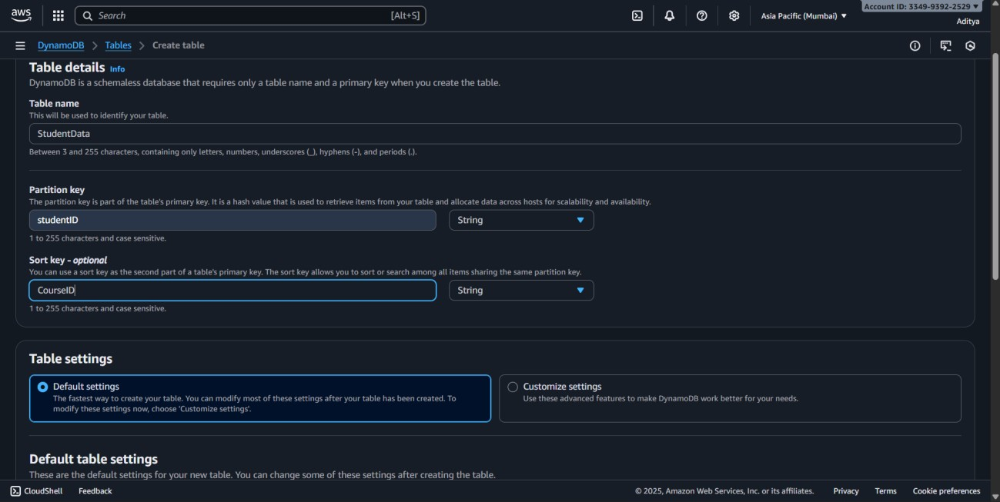 aws
Search [Alt+S]
Asia Pacific (Mumbai)
Account ID: 3349-9392-2529
Aditya
DynamoDB > Tables > Create table
Table details Info
DynamoDB is a schemaless database that requires only a table name and a primary key when you create the table.
Table name
This will be used to identify your table.
StudentData
Between 3 and 255 characters, containing only letters, numbers, underscores (_), hyphens (-), and periods (.).
Partition key
The partition key is part of the table's primary key. It is a hash value that is used to retrieve items from your table and allocate data across hosts for scalability and availability.
studentID String
1 to 255 characters and case sensitive.
Sort key - optional
You can use a sort key as the second part of a table's primary key. The sort key allows you to sort or search among all items sharing the same partition key.
CourseID String
1 to 255 characters and case sensitive.
Table settings
Default settings
The fastest way to create your table. You can modify most of these settings after your table has been created. To
modify these settings now, choose 'Customize settings'.
Customize settings
Use these advanced features to make DynamoDB work better for your needs.
Default table settings
These are the default settings for your new table. You can change some of these settings after creating the table.
CloudShell Feedback © 2025, Amazon Web Services, Inc. or its affiliates. Privacy Terms Cookie preferences